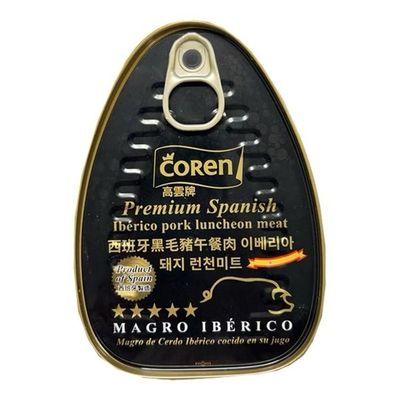 COREN
高雲牌
Premium Spanish
Ibérico pork luncheon meat
西班牙黑毛豬午餐肉 이베리아
돼지 런천미트
Product
of Spain
西班牙製造
MAGRO IBÉRICO
Magro de Cerdo Ibérico cocido en su jugo